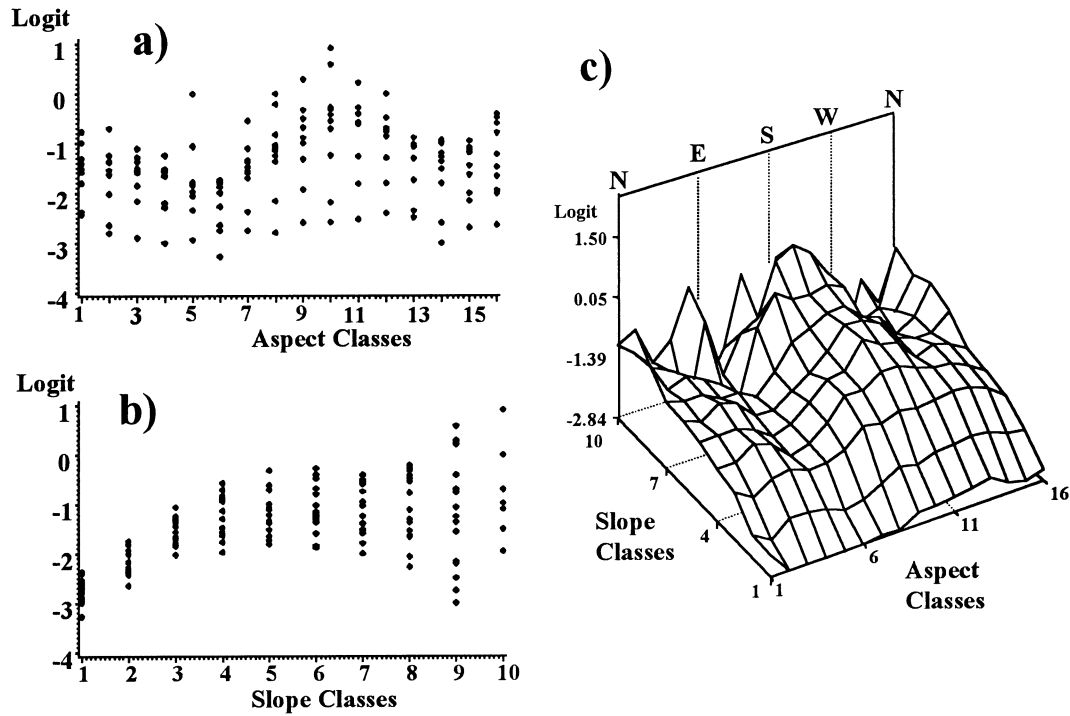 Logit
a)
1
0
-1
-2
-3
-4
1 3 5 7 9 11 13 15
Aspect Classes
Logit
b)
1
0
-1
-2
-3
-4
1 2 3 4 5 6 7 8 9 10
Slope Classes
c)
N E S W N
Logit
1.50
0.05
-1.39
-2.84
10
7
4
1
Slope
Classes
1
6
11
16
Aspect
Classes